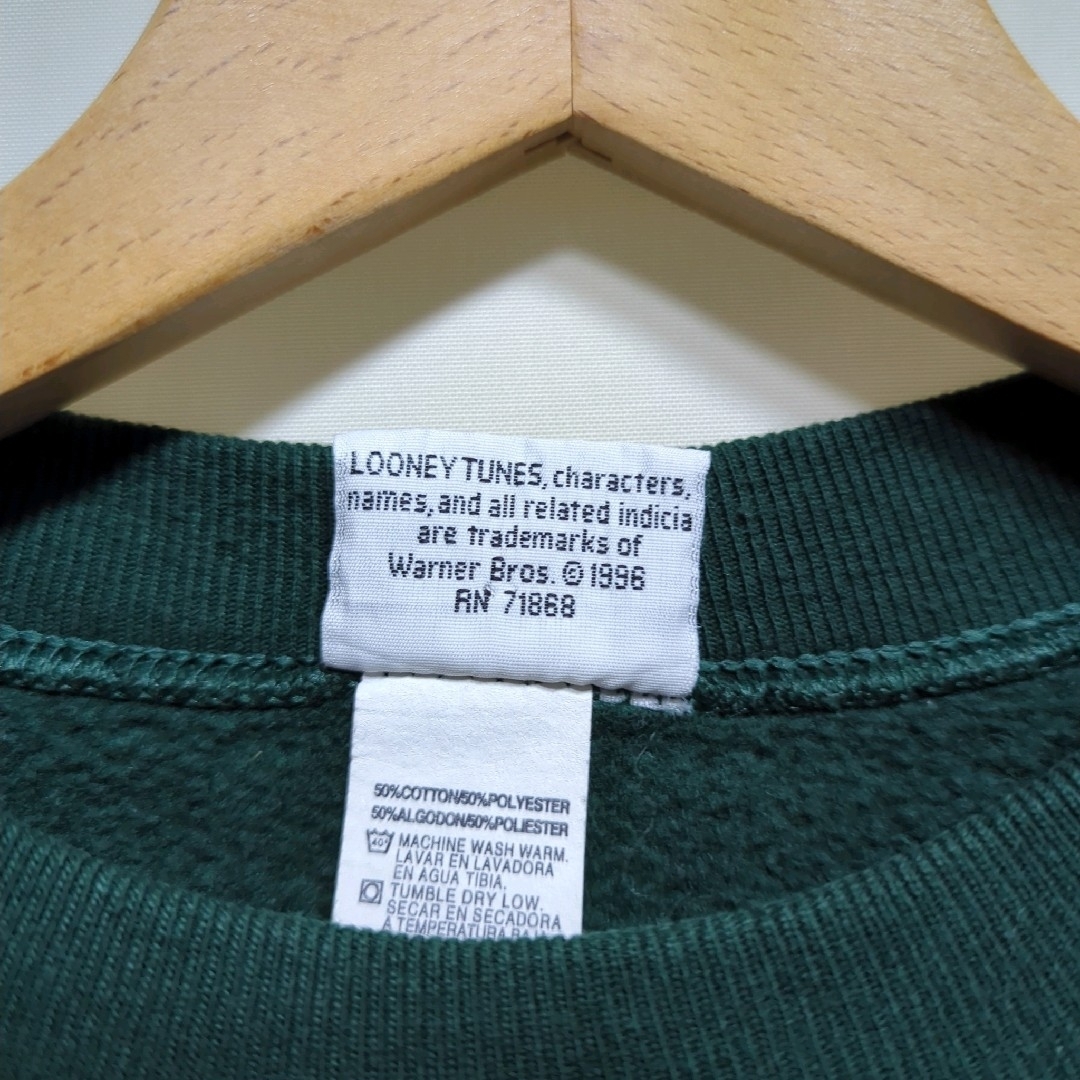 LOONEY TUNES, characters,
names, and all related indicia
are trademarks of
Warner Bros. © 1996
RN 71868
50%COTTON/50%POLYESTER
50%ALGODON/50%POLIESTER
40°
MACHINE WASH WARM.
LAVAR EN LAVADORA
EN AGUA TIBIA.
TUMBLE DRY LOW.
SECAR EN SECADORA
A TEMPERATURA